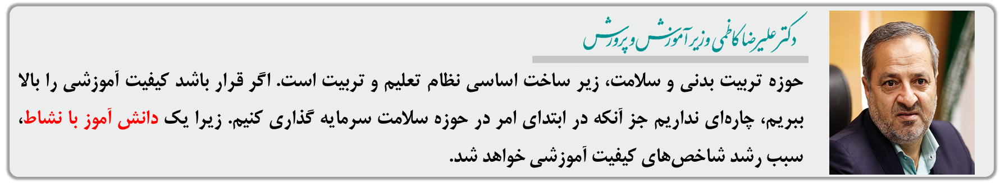 دکتر علیرضا کاظمی وزیر آموزش و پرورش
حوزه تربیت بدنی و سلامت، زیر ساخت اساسی نظام تعلیم و تربیت است. اگر قرار باشد کیفیت آموزشی را بالا
ببریم، چاره‌ای نداریم جز آنکه در ابتدای امر در حوزه سلامت سرمایه گذاری کنیم. زیرا یک دانش آموز با نشاط،
سبب رشد شاخص‌های کیفیت آموزشی خواهد شد.